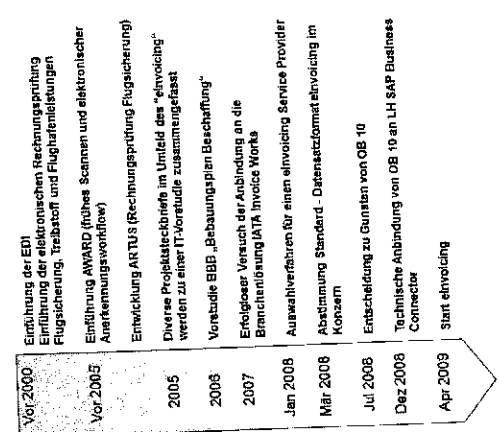 Vor 2000
Einführung der EDI
Einführung der elektronischen Rechnungsprüfung
Flugsicherung, Treibstoff und Flughafenleistungen
Vor 2005
Einführung AWARD (frühes Scannen und elektronischer
Anerkennungsworkflow)
Entwicklung ARTUS (Rechnungsprüfung Flugsicherung)
2005
Diverse Projektsteckbriefe im Umfeld des "eInvoicing"
werden zu einer IT-Vorstudie zusammengefasst
2006
Vorstudie BBB „Bebauungsplan Beschaffung“
2007
Erfolgloser Versuch der Anbindung an die
Branchenlösung IATA Invoice Works
Jan 2008
Auswahlverfahren für einen eInvoicing Service Provider
Mär 2008
Abstimmung Standard - Datensatzformat eInvoicing im
Konzern
Jul 2008
Entscheidung zu Gunsten von OB 10
Dez 2008
Technische Anbindung von OB 10 an LH SAP Business
Connector
Apr 2009
Start eInvoicing